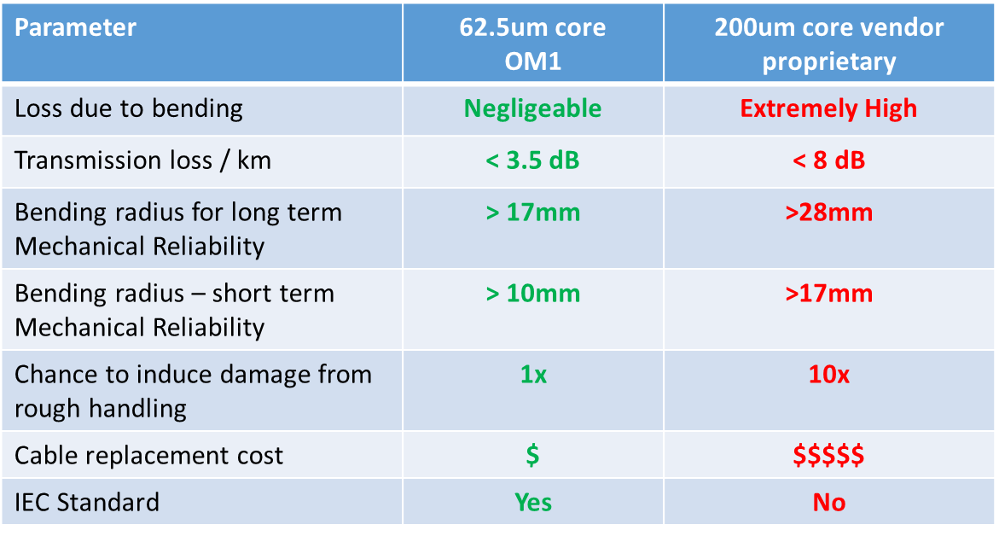 Parameter
62.5um core
OM1
200um core vendor
proprietary
Loss due to bending
Negligeable
Extremely High
Transmission loss / km
< 3.5 dB
< 8 dB
Bending radius for long term
Mechanical Reliability
> 17mm
>28mm
Bending radius – short term
Mechanical Reliability
> 10mm
>17mm
Chance to induce damage from
rough handling
1x
10x
Cable replacement cost
$
$$$$$
IEC Standard
Yes
No